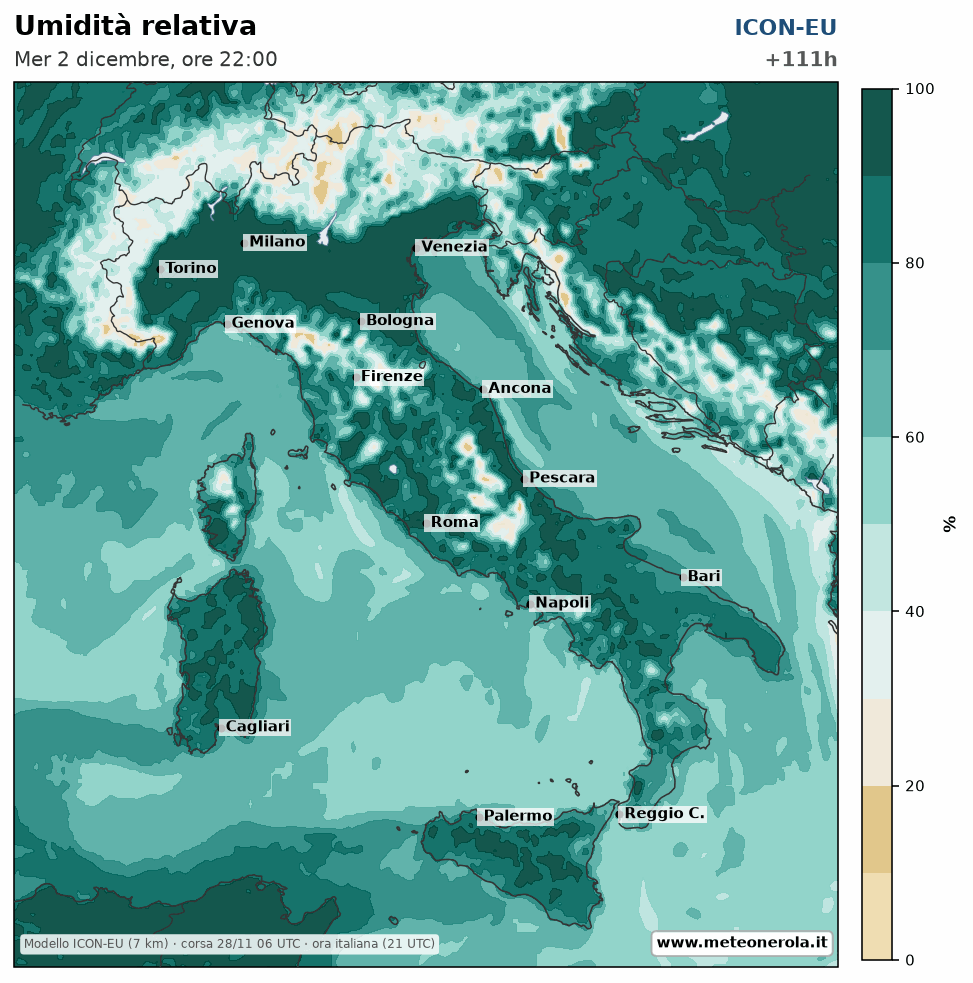 Umidità relativa
ICON-EU
Mer 2 dicembre, ore 22:00
+111h
100
80
60
40
20
0
%
Milano
Venezia
Torino
Genova
Bologna
Firenze
Ancona
Pescara
Roma
Bari
Napoli
Cagliari
Palermo
Reggio C.
Modello ICON-EU (7 km) · corsa 28/11 06 UTC · ora italiana (21 UTC)
www.meteonerola.it